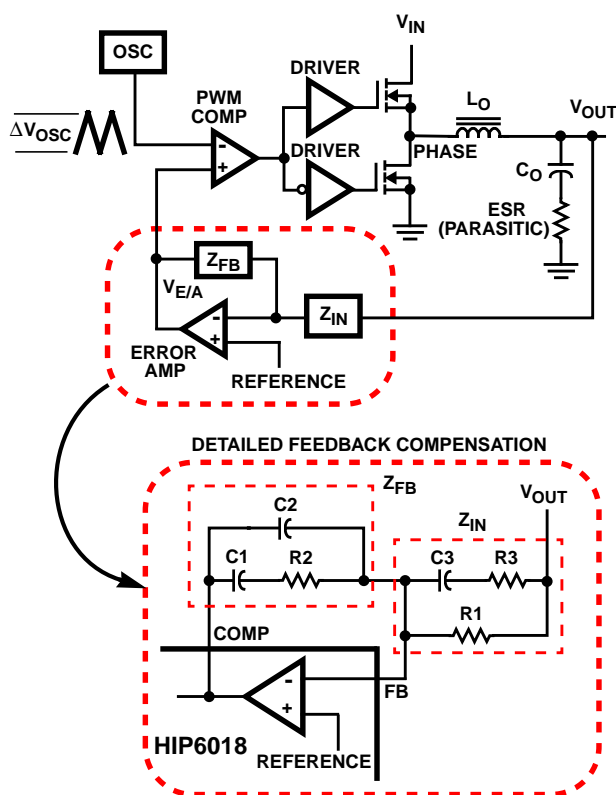 OSC
V_IN
DRIVER
PWM
COMP
ΔV_OSC
L_O
V_OUT
DRIVER
PHASE
C_O
ESR
(PARASITIC)
Z_FB
V_E/A
Z_IN
ERROR
AMP
REFERENCE
DETAILED FEEDBACK COMPENSATION
Z_FB
V_OUT
C2
Z_IN
C1
R2
C3
R3
R1
COMP
FB
HIP6018
REFERENCE